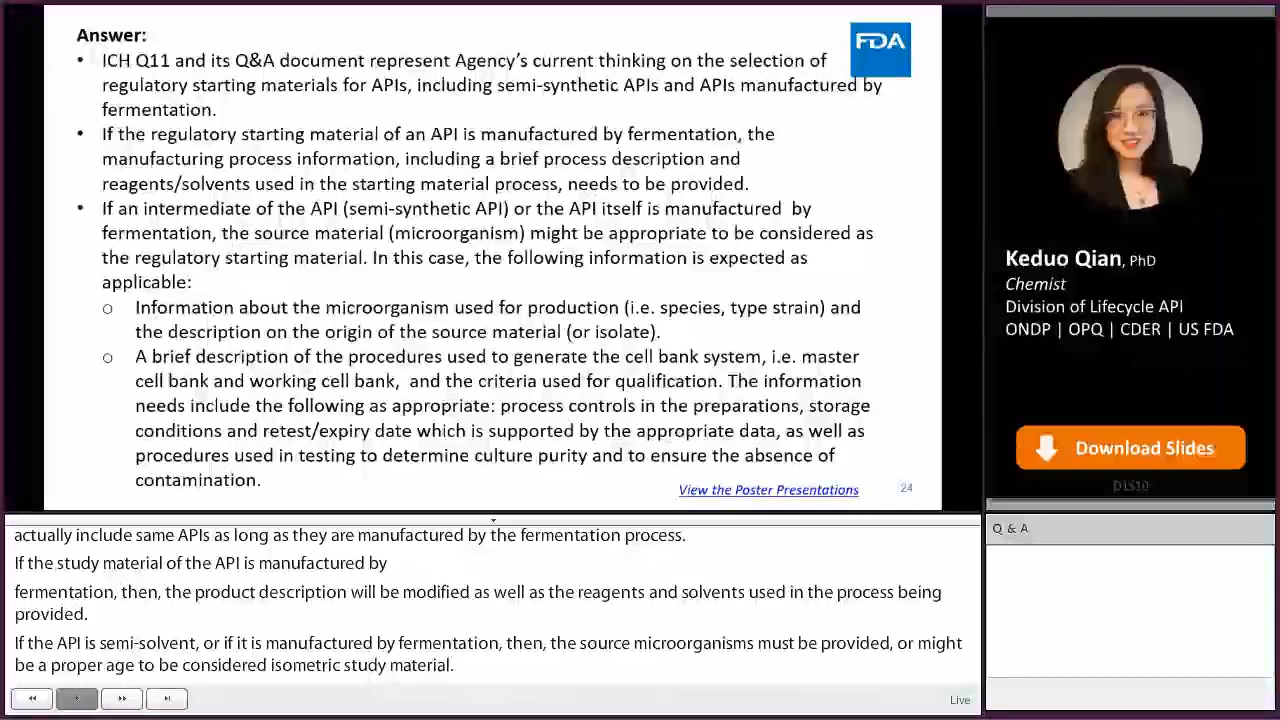 Answer:
• ICH Q11 and its Q&A document represent Agency's current thinking on the selection of
regulatory starting materials for APIs, including semi-synthetic APIs and APIs manufactured by
fermentation.
• If the regulatory starting material of an API is manufactured by fermentation, the
manufacturing process information, including a brief process description and
reagents/solvents used in the starting material process, needs to be provided.
• If an intermediate of the API (semi-synthetic API) or the API itself is manufactured by
fermentation, the source material (microorganism) might be appropriate to be considered as
the regulatory starting material. In this case, the following information is expected as
applicable:
o Information about the microorganism used for production (i.e. species, type strain) and
the description on the origin of the source material (or isolate).
o A brief description of the procedures used to generate the cell bank system, i.e. master
cell bank and working cell bank, and the criteria used for qualification. The information
needs include the following as appropriate: process controls in the preparations, storage
conditions and retest/expiry date which is supported by the appropriate data, as well as
procedures used in testing to determine culture purity and to ensure the absence of
contamination.
View the Poster Presentations
24
FDA
Keduo Qian, PhD
Chemist
Division of Lifecycle API
ONDP | OPQ | CDER | US FDA
Download Slides
D1S10
actually include same APIs as long as they are manufactured by the fermentation process.
If the study material of the API is manufactured by
fermentation, then, the product description will be modified as well as the reagents and solvents used in the process being
provided.
If the API is semi-solvent, or if it is manufactured by fermentation, then, the source microorganisms must be provided, or might
be a proper age to be considered isometric study material.
Live
Q & A